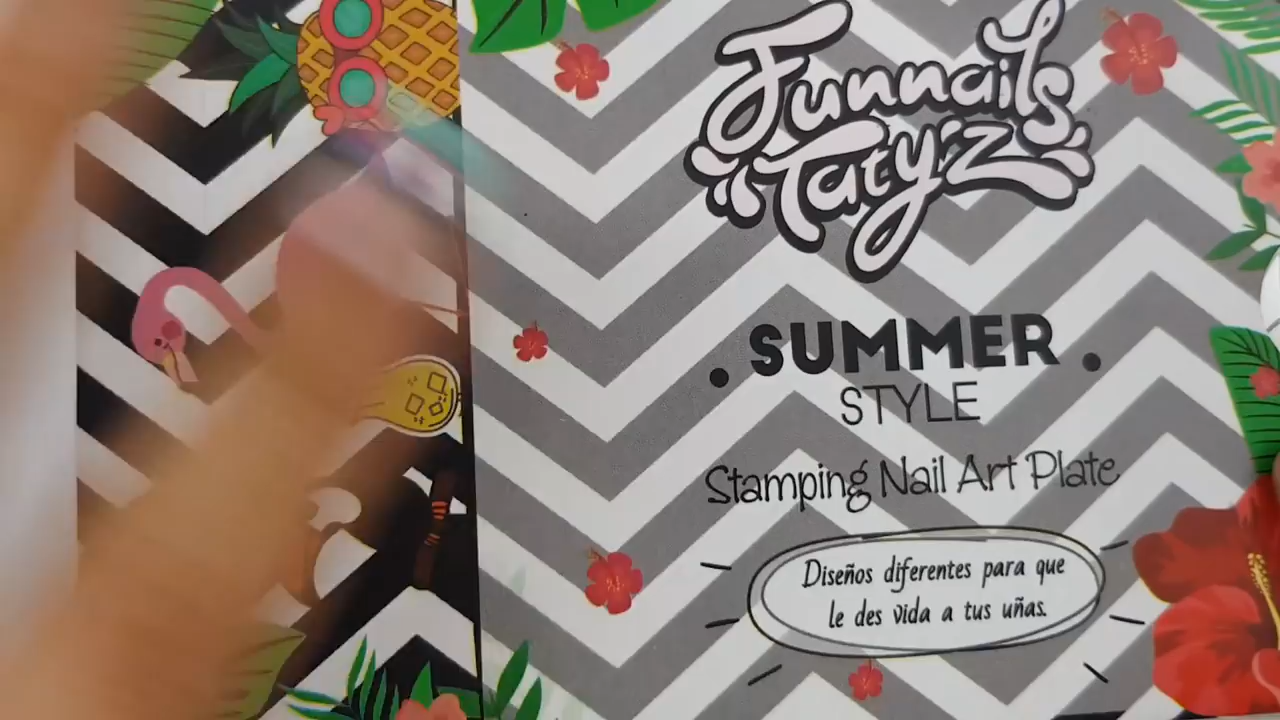 Funnails
Taty'z
• SUMMER •
STYLE
Stamping Nail Art Plate
Diseños diferentes para que
le des vida a tus uñas.